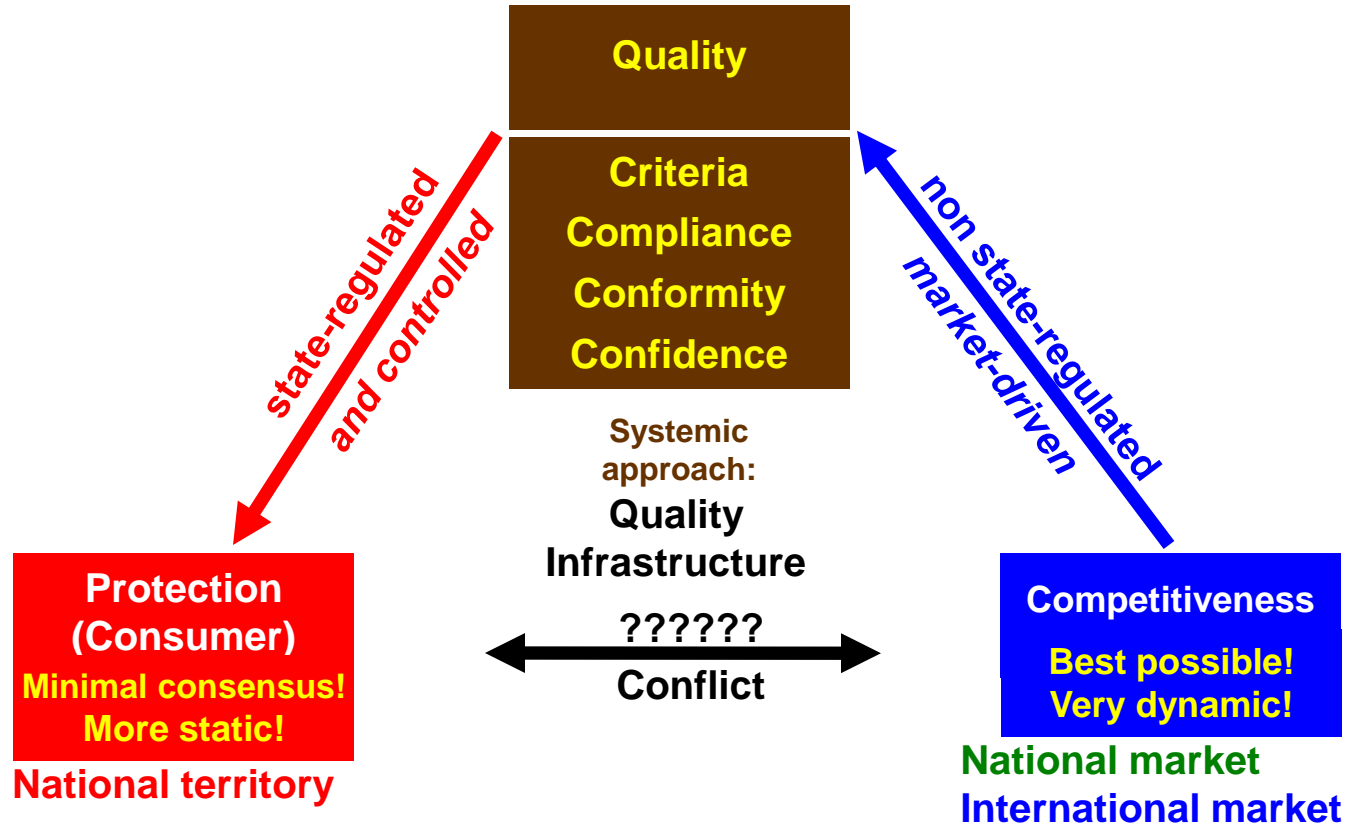 Quality
Criteria
Compliance
Conformity
Confidence
state-regulated
and controlled
non state-regulated
market-driven
Systemic
approach:
Quality
Infrastructure
??????
Conflict
Protection
(Consumer)
Minimal consensus!
More static!
National territory
Competitiveness
Best possible!
Very dynamic!
National market
International market